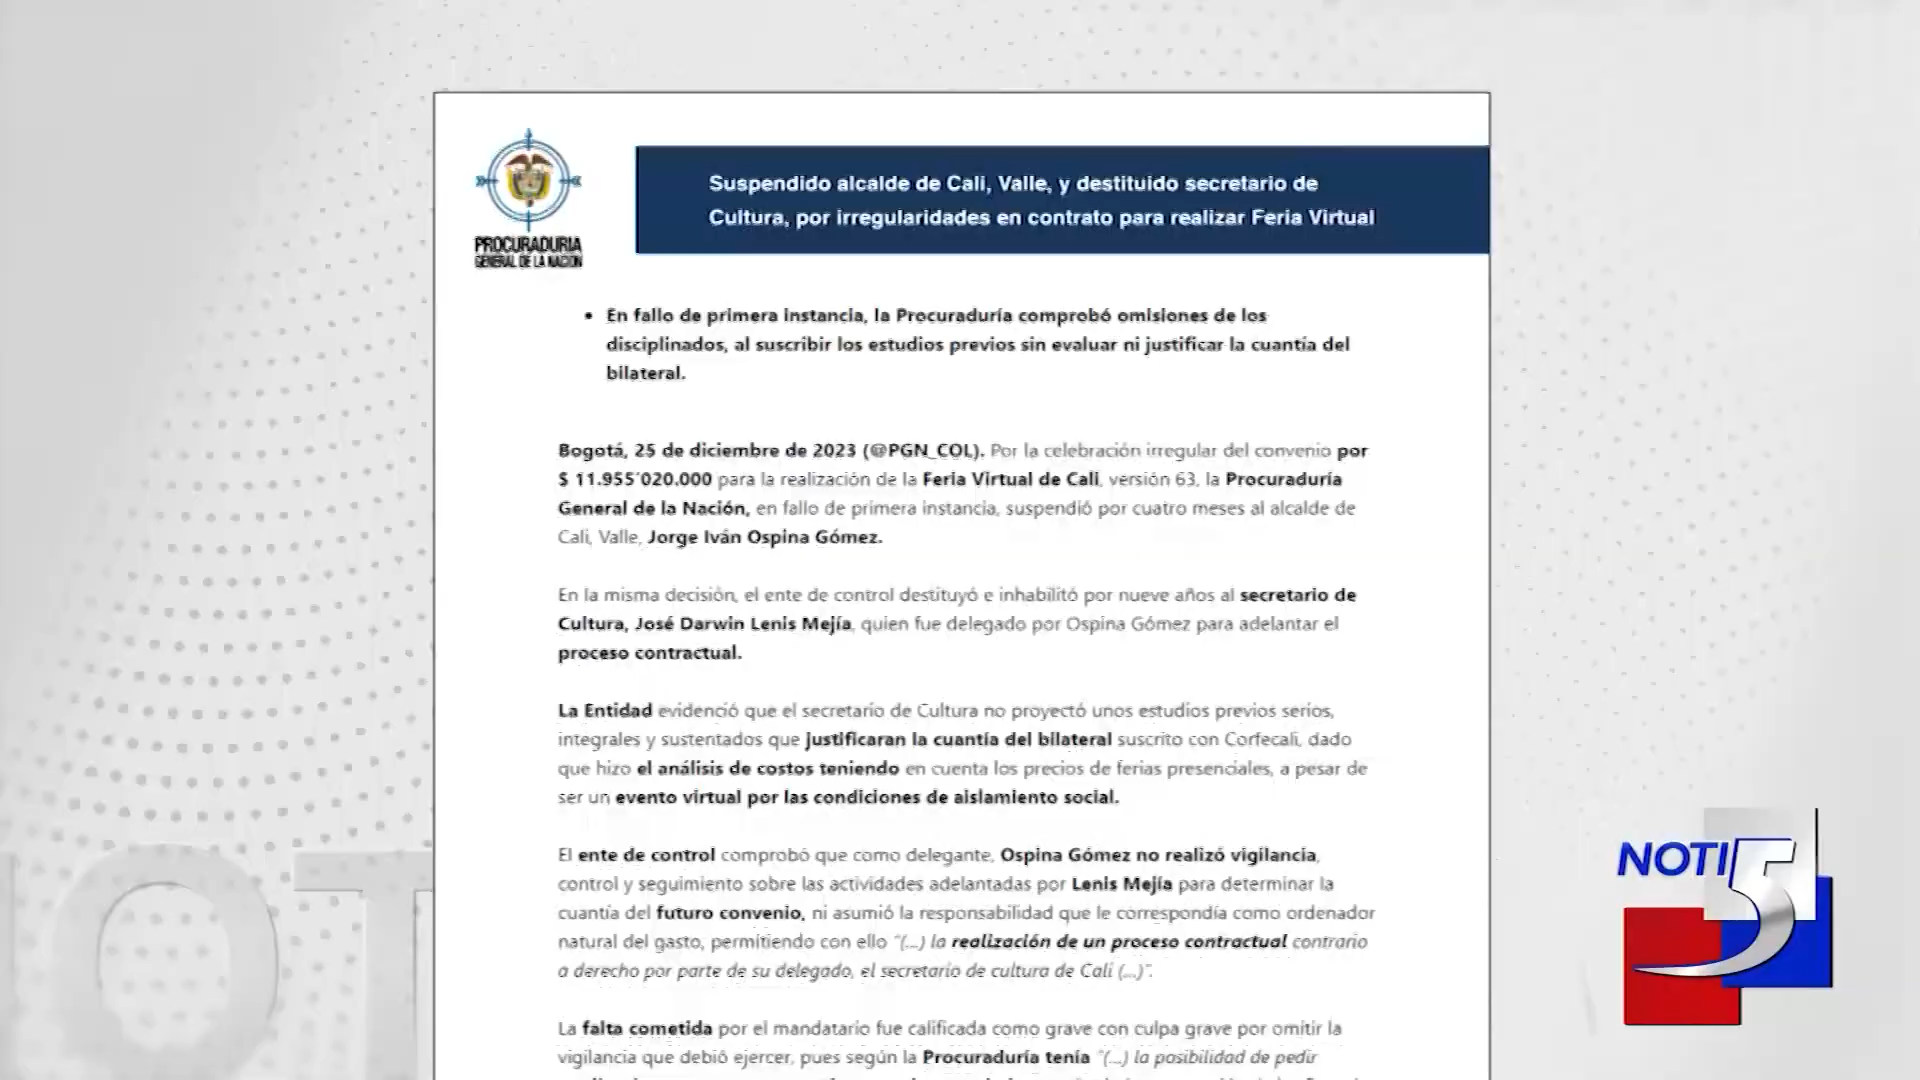 Suspendido alcalde de Cali, Valle, y destituido secretario de
Cultura, por irregularidades en contrato para realizar Feria Virtual
PROCURADURIA
GENERAL DE LA NACION
• En fallo de primera instancia, la Procuraduría comprobó omisiones de los
disciplinados, al suscribir los estudios previos sin evaluar ni justificar la cuantía del
bilateral.
Bogotá, 25 de diciembre de 2023 (@PGN_COL). Por la celebración irregular del convenio por
$ 11.955´020.000 para la realización de la Feria Virtual de Cali, versión 63, la Procuraduría
General de la Nación, en fallo de primera instancia, suspendió por cuatro meses al alcalde de
Cali, Valle, Jorge Iván Ospina Gómez.
En la misma decisión, el ente de control destituyó e inhabilitó por nueve años al secretario de
Cultura, José Darwin Lenis Mejía, quien fue delegado por Ospina Gómez para adelantar el
proceso contractual.
La Entidad evidenció que el secretario de Cultura no proyectó unos estudios previos serios,
integrales y sustentados que justificaran la cuantía del bilateral suscrito con Corfecali, dado
que hizo el análisis de costos teniendo en cuenta los precios de ferias presenciales, a pesar de
ser un evento virtual por las condiciones de aislamiento social.
El ente de control comprobó que como delegante, Ospina Gómez no realizó vigilancia,
control y seguimiento sobre las actividades adelantadas por Lenis Mejía para determinar la
cuantía del futuro convenio, ni asumió la responsabilidad que le correspondía como ordenador
natural del gasto, permitiendo con ello "(...) la realización de un proceso contractual contrario
a derecho por parte de su delegado, el secretario de cultura de Cali (...)".
La falta cometida por el mandatario fue calificada como grave con culpa grave por omitir la
vigilancia que debió ejercer, pues según la Procuraduría tenía "(...) la posibilidad de pedir
NOTI5
OT